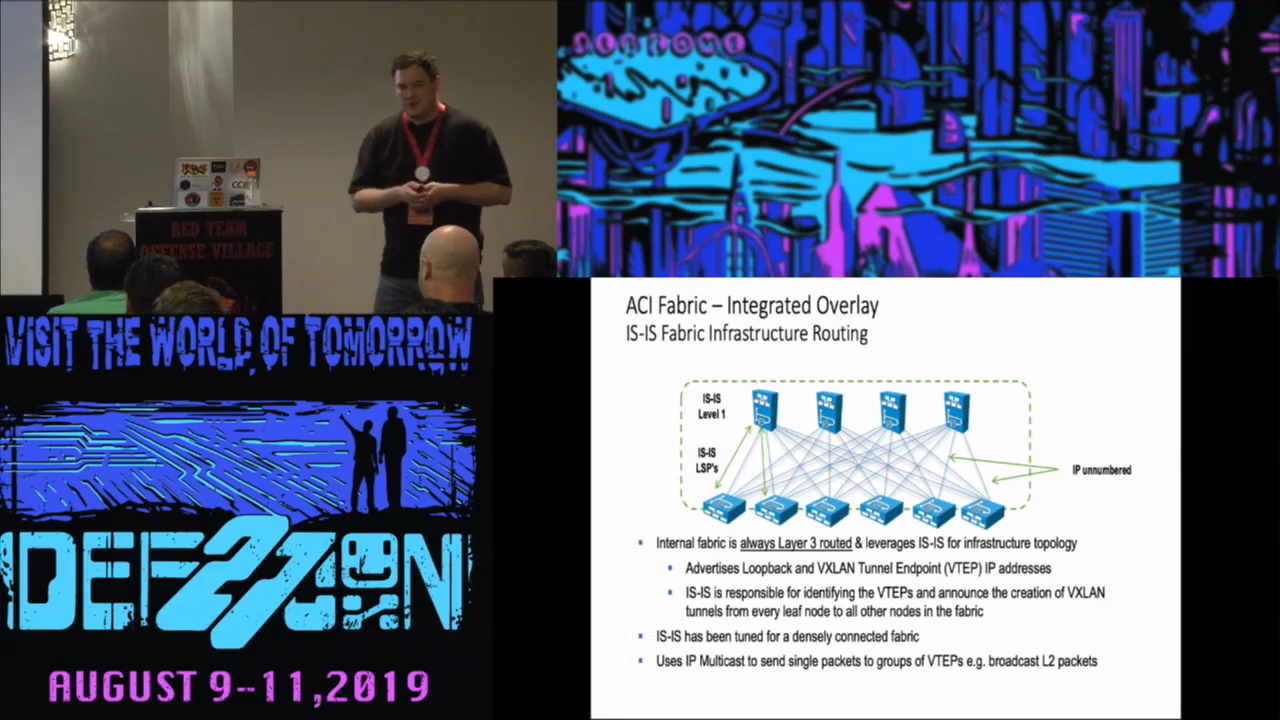 WELCOME
CCIE
RED TEAM
OFFENSE VILLAGE
VISIT THE WORLD OF TOMORROW
DEF CON
27
AUGUST 9-11,2019
ACI Fabric – Integrated Overlay
IS-IS Fabric Infrastructure Routing
IS-IS
Level 1
IS-IS
LSP's
IP unnumbered
Internal fabric is always Layer 3 routed & leverages IS-IS for infrastructure topology
Advertises Loopback and VXLAN Tunnel Endpoint (VTEP) IP addresses
IS-IS is responsible for identifying the VTEPs and announce the creation of VXLAN
tunnels from every leaf node to all other nodes in the fabric
IS-IS has been tuned for a densely connected fabric
Uses IP Multicast to send single packets to groups of VTEPs e.g. broadcast L2 packets